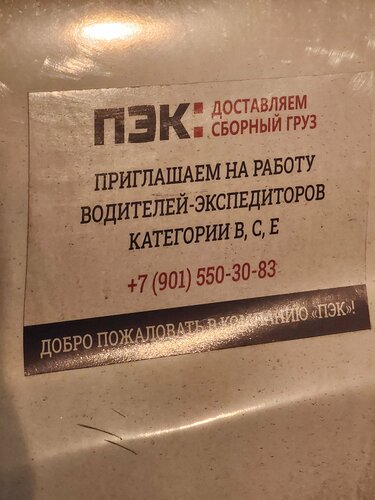 ПЭК:
ДОСТАВЛЯЕМ
СБОРНЫЙ ГРУЗ
ПРИГЛАШАЕМ НА РАБОТУ
ВОДИТЕЛЕЙ-ЭКСПЕДИТОРОВ
КАТЕГОРИИ В, С, Е
+7 (901) 550-30-83
ДОБРО ПОЖАЛОВАТЬ В КОМПАНИЮ «ПЭК»!